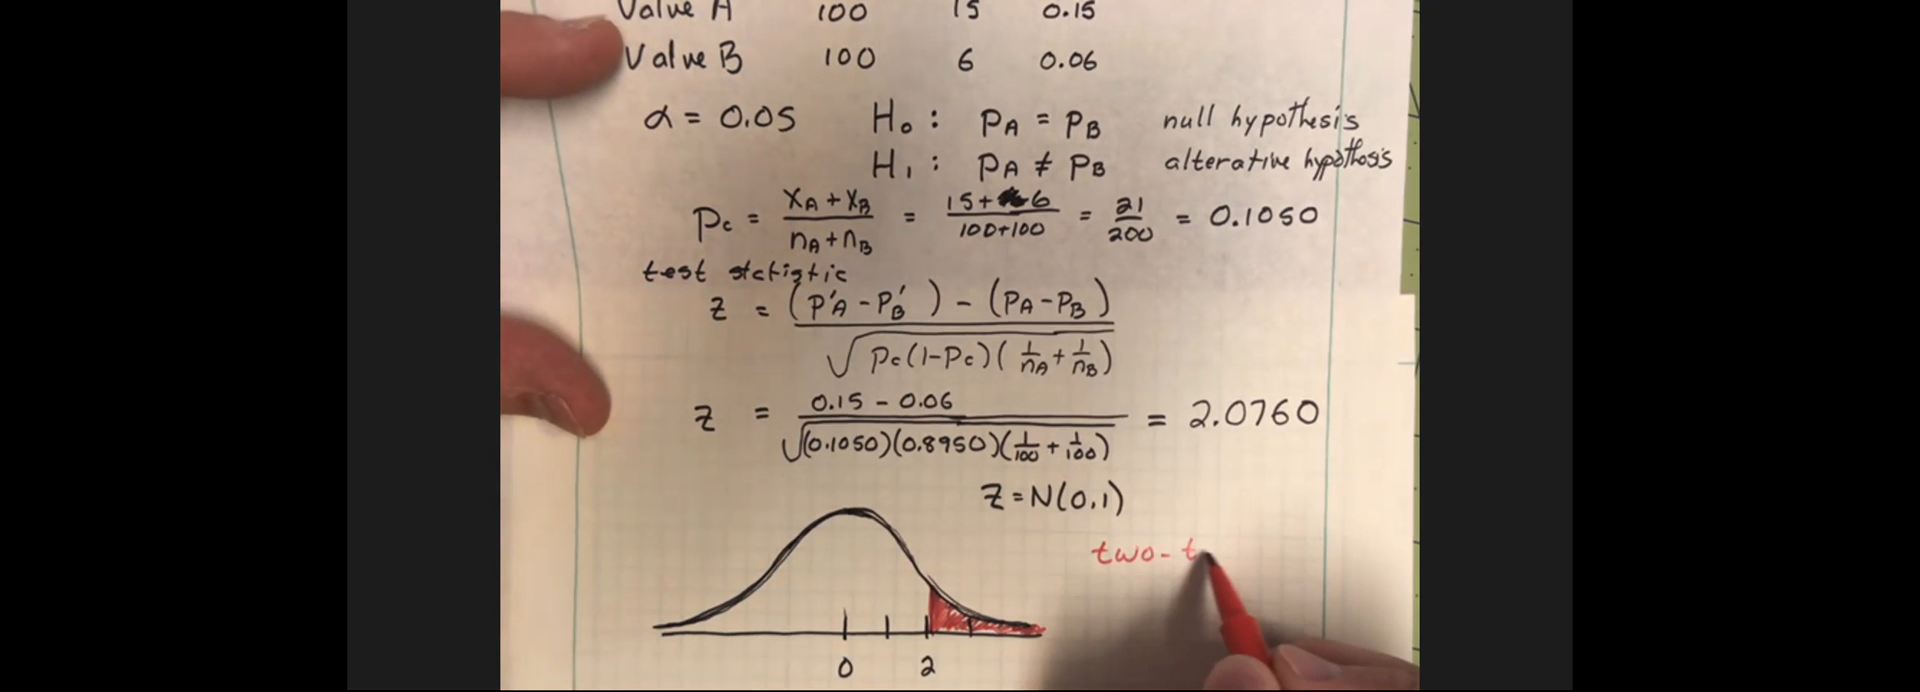 Value A 100 15 0.15
Value B 100 6 0.06
α = 0.05 H₀ : pA = pB null hypothesis
H₁ : pA ≠ pB alterative hypothosis
pc = xA + xB / nA + nB = 15 + 6 / 100+100 = 21/200 = 0.1050
test statistic
z = (p'A - p'B) - (pA - pB) / √pc(1-pc)(1/nA + 1/nB)
z = 0.15 - 0.06 / √(0.1050)(0.8950)(1/100 + 1/100) = 2.0760
z = N(0,1)
two-t
0 2